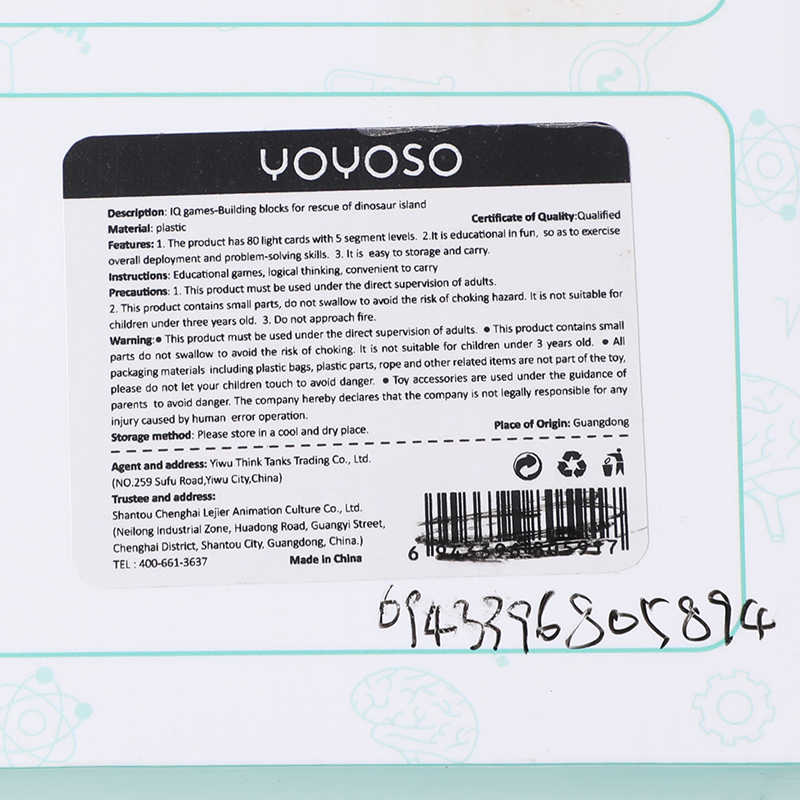 YOYOSO
Description: IQ games-Building blocks for rescue of dinosaur island
Material: plastic
Certificate of Quality:Qualified
Features: 1. The product has 80 light cards with 5 segment levels. 2.It is educational in fun, so as to exercise
overall deployment and problem-solving skills. 3. It is easy to storage and carry.
Instructions: Educational games, logical thinking, convenient to carry
Precautions: 1. This product must be used under the direct supervision of adults.
2. This product contains small parts, do not swallow to avoid the risk of choking hazard. It is not suitable for
children under three years old. 3. Do not approach fire.
Warning:● This product must be used under the direct supervision of adults. ● This product contains small
parts do not swallow to avoid the risk of choking. It is not suitable for children under 3 years old. ● All
packaging materials including plastic bags, plastic parts, rope and other related items are not part of the toy,
please do not let your children touch to avoid danger. ● Toy accessories are used under the guidance of
parents to avoid danger. The company hereby declares that the company is not legally responsible for any
injury caused by human error operation.
Storage method: Please store in a cool and dry place.
Place of Origin: Guangdong
Agent and address: Yiwu Think Tanks Trading Co., Ltd.
(NO.259 Sufu Road,Yiwu City,China)
Trustee and address:
Shantou Chenghai Lejier Animation Culture Co., Ltd.
(Neilong Industrial Zone, Huadong Road, Guangyi Street,
Chenghai District, Shantou City, Guangdong, China.)
TEL : 400-661-3637
Made in China
6943396805894